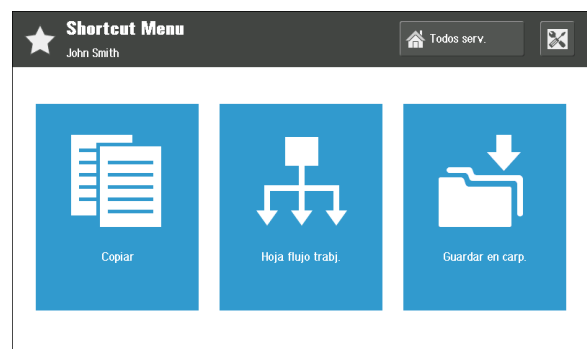 Shortcut Menu
John Smith
Todos serv.
Copiar
Hoja flujo trabj.
Guardar en carp.